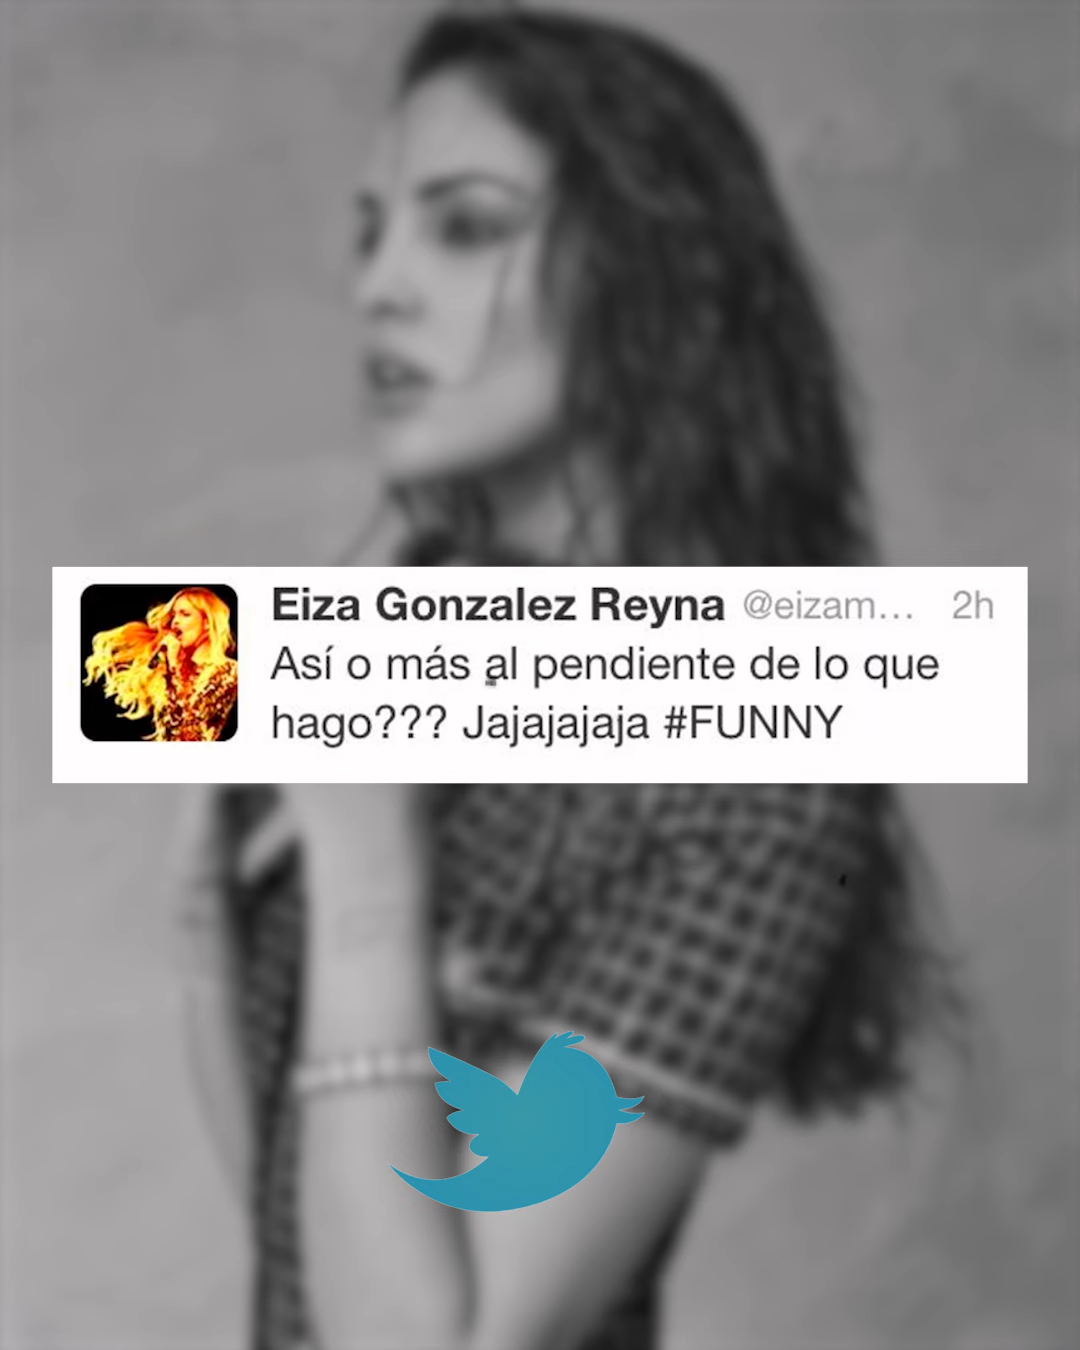 Eiza Gonzalez Reyna @eizam... 2h
Así o más al pendiente de lo que
hago??? Jajajajaja #FUNNY